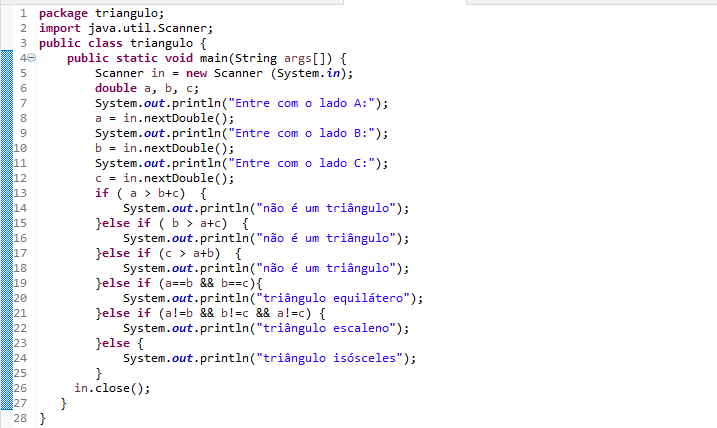 1 package triangulo;
2 import java.util.Scanner;
3 public class triangulo {
4 public static void main(String args[]) {
5 Scanner in = new Scanner (System.in);
6 double a, b, c;
7 System.out.println("Entre com o lado A:");
8 a = in.nextDouble();
9 System.out.println("Entre com o lado B:");
10 b = in.nextDouble();
11 System.out.println("Entre com o lado C:");
12 c = in.nextDouble();
13 if ( a > b+c)  {
14 System.out.println("não é um triângulo");
15 }else if ( b > a+c)  {
16 System.out.println("não é um triângulo");
17 }else if (c > a+b)  {
18 System.out.println("não é um triângulo");
19 }else if (a==b && b==c){
20 System.out.println("triângulo equilátero");
21 }else if (a!=b && b!=c && a!=c) {
22 System.out.println("triângulo escaleno");
23 }else {
24 System.out.println("triângulo isósceles");
25 }
26 in.close();
27 }
28 }